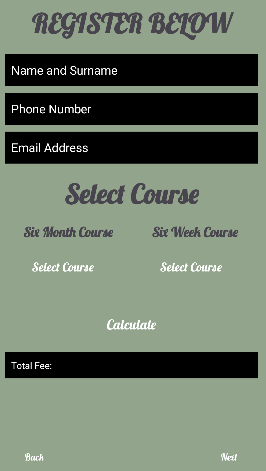 REGISTER BELOW
Name and Surname
Phone Number
Email Address
Select Course
Six Month Course
Six Week Course
Select Course
Select Course
Calculate
Total Fee:
Back
Next